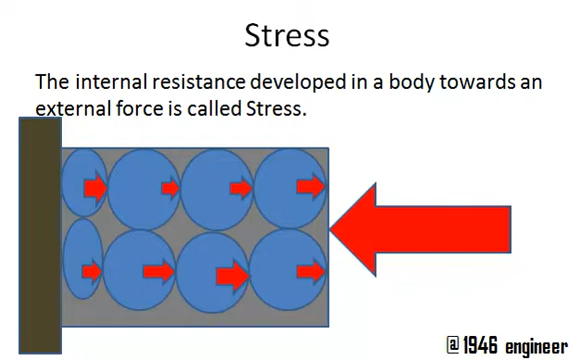 Stress
The internal resistance developed in a body towards an
external force is called Stress.
@ 1946 engineer